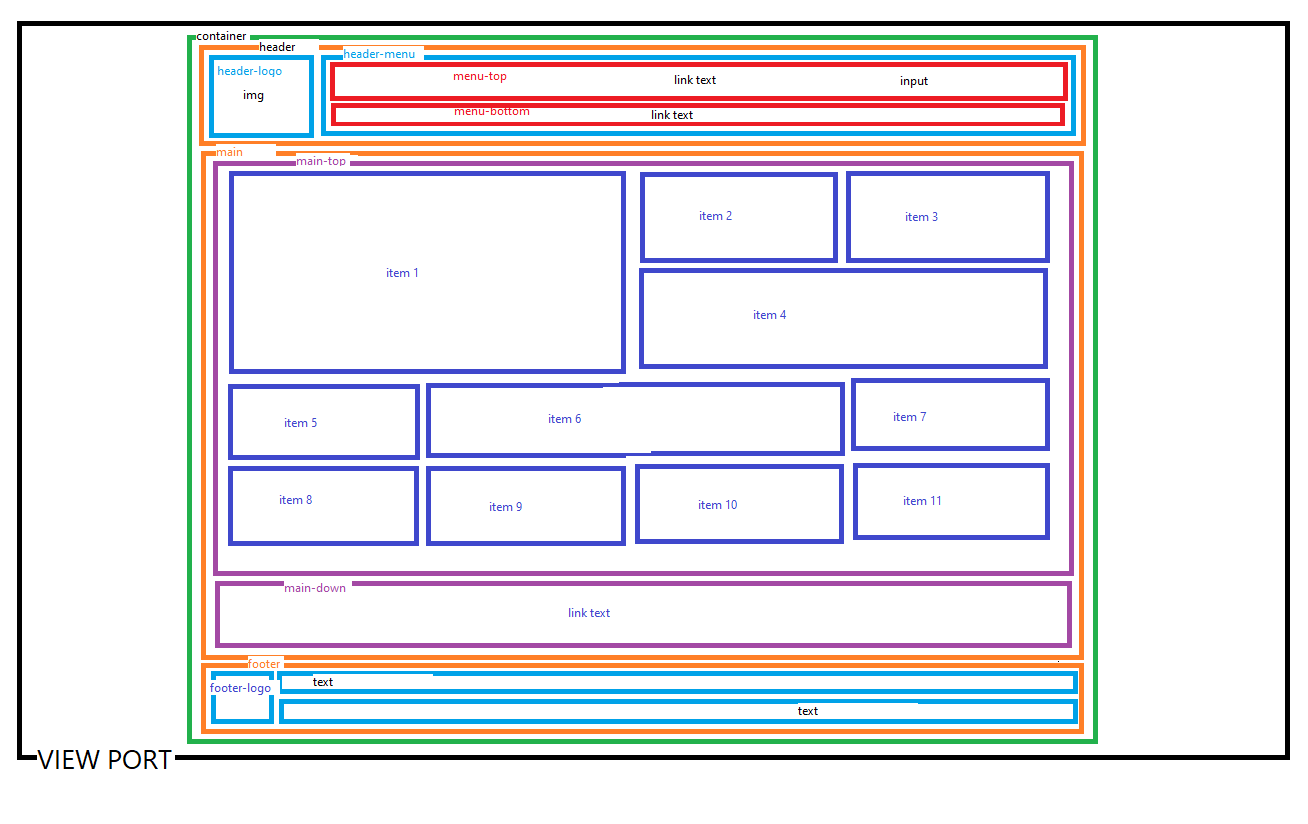 container
header
header-menu
header-logo
img
menu-top
link text
input
menu-bottom
link text
main
main-top
item 1
item 2
item 3
item 4
item 5
item 6
item 7
item 8
item 9
item 10
item 11
main-down
link text
footer
footer-logo
text
text
VIEW PORT